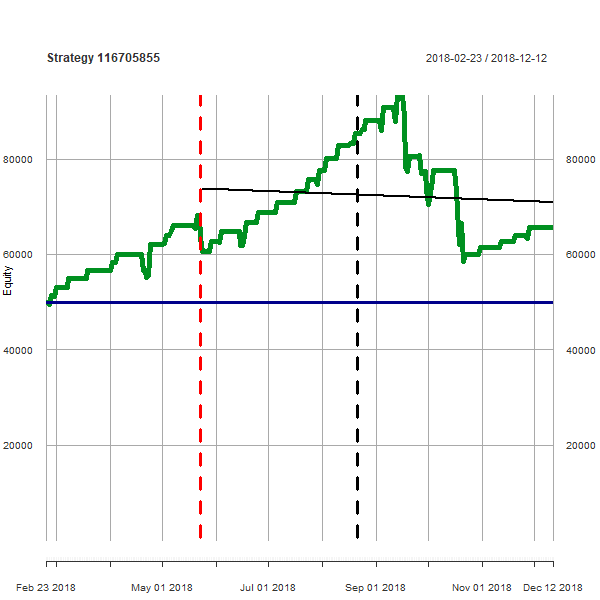 Strategy 116705855 2018-02-23 / 2018-12-12
80000 80000
60000 60000
Equity
40000 40000
20000 20000
Feb 23 2018 May 01 2018 Jul 01 2018 Sep 01 2018 Nov 01 2018 Dec 12 2018